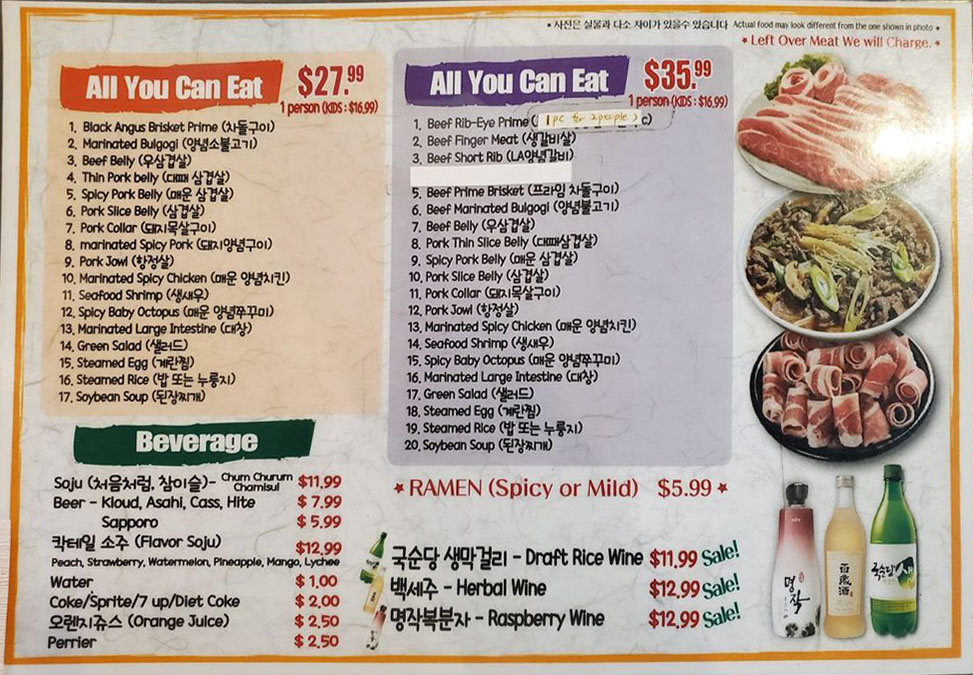 • 사진은 실물과 다소 차이가 있을수 있습니다 Actual food may look different from the one shown in photo •
* Left Over Meat We will Charge. *
All You Can Eat $27.99
1 person (KIDS : $16.99)
1. Black Angus Brisket Prime (차돌구이)
2. Marinated Bulgogi (양념소불고기)
3. Beef Belly (우삼겹살)
4. Thin Pork belly (대패 삼겹살)
5. Spicy Pork Belly (매운 삼겹살)
6. Pork Slice Belly (삼겹살)
7. Pork Collar (돼지목살구이)
8. marinated Spicy Pork (돼지양념구이)
9. Pork Jowl (항정살)
10. Marinated Spicy Chicken (매운 양념치킨)
11. Seafood Shrimp (생새우)
12. Spicy Baby Octopus (매운 양념쭈꾸미)
13. Marinated Large Intestine (대창)
14. Green Salad (샐러드)
15. Steamed Egg (계란찜)
16. Steamed Rice (밥 또는 누룽지)
17. Soybean Soup (된장찌개)
All You Can Eat $35.99
1 person (KIDS : $16.99)
1. Beef Rib-Eye Prime ( 1 pc for 2 people )
2. Beef Finger Meat (생갈비살)
3. Beef Short Rib (LA양념갈비)
5. Beef Prime Brisket (프라임 차돌구이)
6. Beef Marinated Bulgogi (양념불고기)
7. Beef Belly (우삼겹살)
8. Pork Thin Slice Belly (대패삼겹살)
9. Spicy Pork Belly (매운 삼겹살)
10. Pork Slice Belly (삼겹살)
11. Pork Collar (돼지목살구이)
12. Pork Jowl (항정살)
13. Marinated Spicy Chicken (매운 양념치킨)
14. Seafood Shrimp (생새우)
15. Spicy Baby Octopus (매운 양념쭈꾸미)
16. Marinated Large Intestine (대창)
17. Green Salad (샐러드)
18. Steamed Egg (계란찜)
19. Steamed Rice (밥 또는 누룽지)
20. Soybean Soup (된장찌개)
Beverage
Soju (처음처럼, 참이슬)- Chum Churum Chamisul $11.99
Beer - Kloud, Asahi, Cass, Hite $ 7.99
Sapporo $ 5.99
칵테일 소주 (Flavor Soju) $12.99
Peach, Strawberry, Watermelon, Pineapple, Mango, Lychee
Water $ 1.00
Coke/Sprite/7 up/Diet Coke $ 2.00
오렌지쥬스 (Orange Juice) $ 2.50
Perrier $ 2.50
* RAMEN (Spicy or Mild) $5.99 *
국순당 생막걸리 - Draft Rice Wine $11.99 Sale!
백세주 - Herbal Wine $12.99 Sale!
명작복분자 - Raspberry Wine $12.99 Sale!
명작
百歲酒
국순당 생